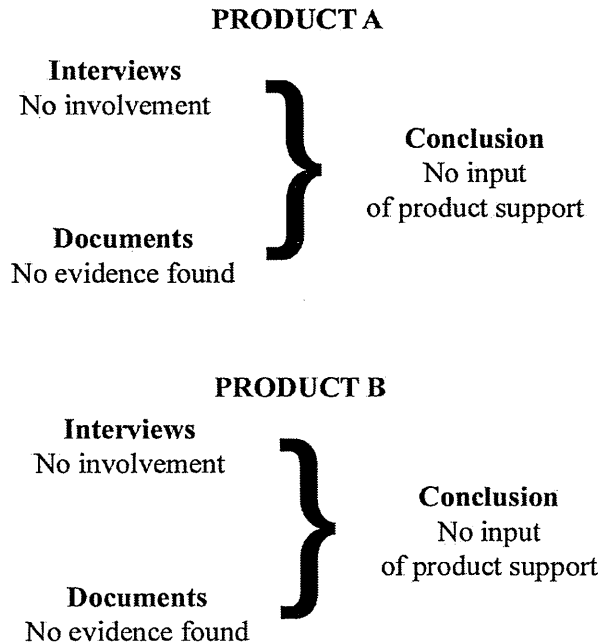 PRODUCT A
Interviews
No involvement
Conclusion
No input
of product support
Documents
No evidence found
PRODUCT B
Interviews
No involvement
Conclusion
No input
of product support
Documents
No evidence found